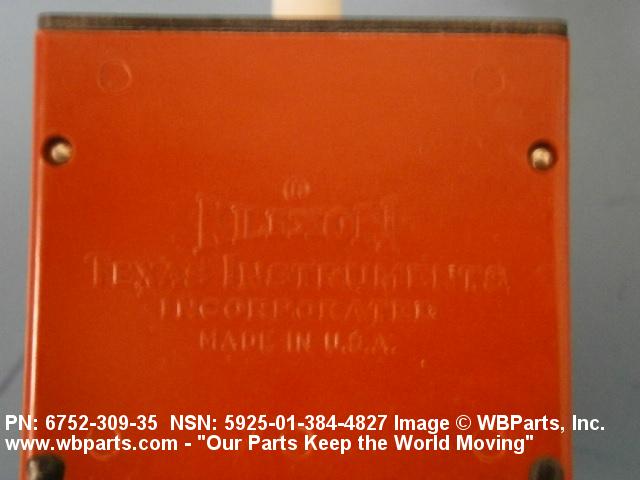 ®
KLIXON
TEXAS INSTRUMENTS
INCORPORATED
MADE IN U.S.A.
PN: 6752-309-35 NSN: 5925-01-384-4827 Image © WBParts, Inc.
www.wbparts.com - "Our Parts Keep the World Moving"